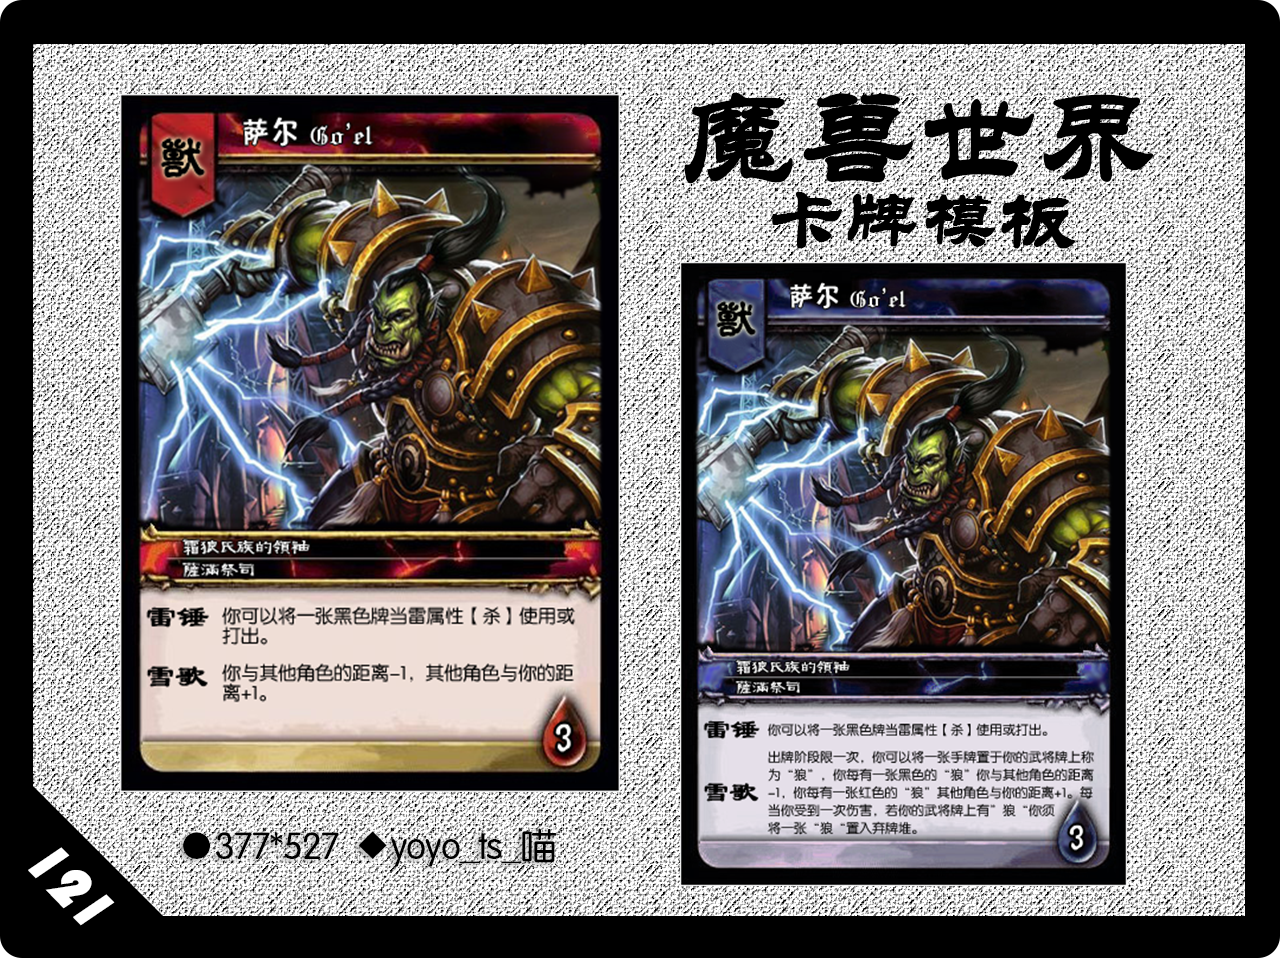 魔兽世界
卡牌模板
獸
萨尔 Go'el
霜狼氏族的領袖
薩滿祭司
雷锤 你可以将一张黑色牌当雷属性【杀】使用或
打出。
雪歌 你与其他角色的距离-1，其他角色与你的距
离+1。
3
獸
萨尔 Go'el
霜狼氏族的領袖
薩滿祭司
雷锤 你可以将一张黑色牌当雷属性【杀】使用或打出。
出牌阶段限一次，你可以将一张手牌置于你的武将牌上称
为“狼”，你每有一张黑色的“狼”你与其他角色的距离
雪歌 -1，你每有一张红色的“狼”其他角色与你的距离+1。每
当你受到一次伤害，若你的武将牌上有”狼“你须
将一张“狼“置入弃牌堆。
3
●377*527 ◆yoyo_ts_喵
121